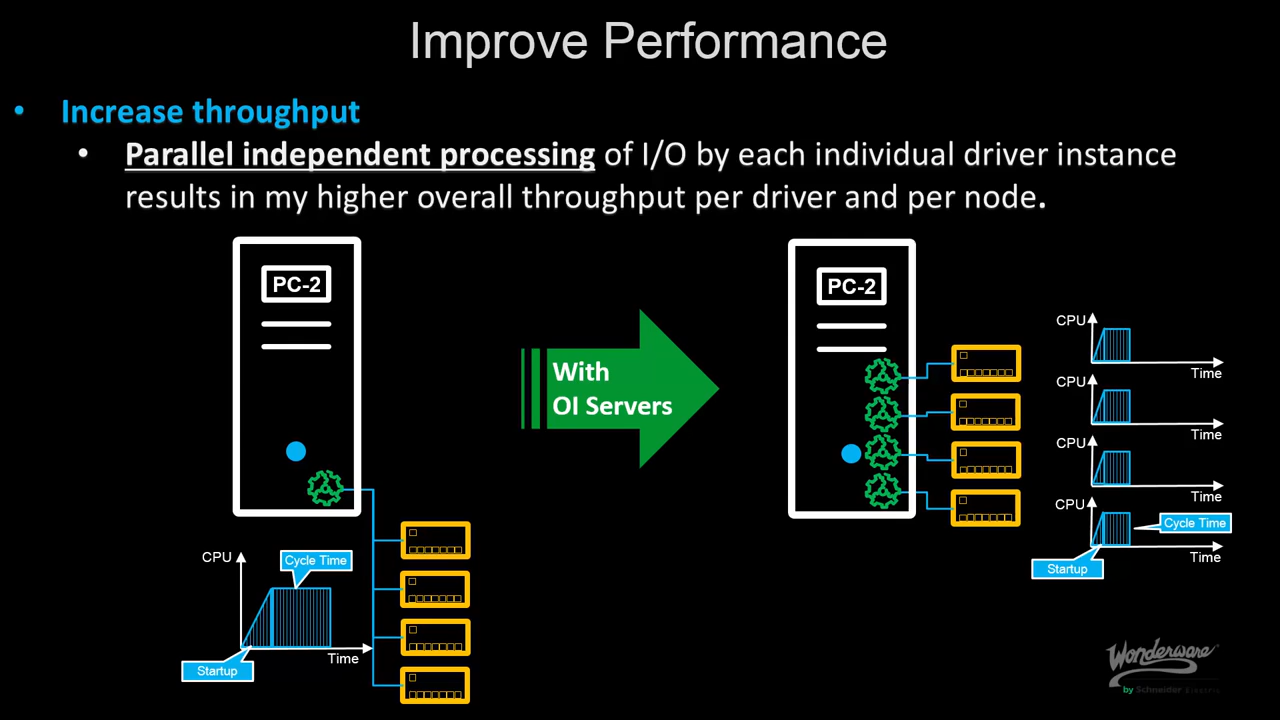 Improve Performance
• Increase throughput
• Parallel independent processing of I/O by each individual driver instance
results in my higher overall throughput per driver and per node.
PC-2
With
OI Servers
PC-2
CPU
Time
CPU
Time
CPU
Time
CPU
Cycle Time
Time
Startup
CPU
Cycle Time
Time
Startup
Wonderware
by Schneider Electric